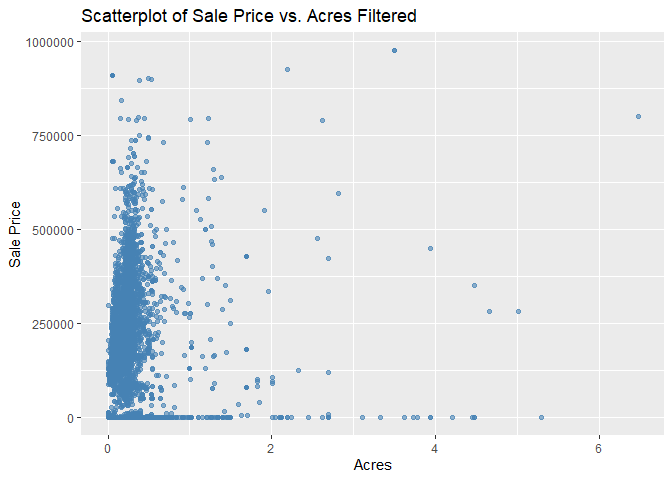 Scatterplot of Sale Price vs. Acres Filtered
1000000
750000
500000
250000
0
Sale Price
0 2 4 6
Acres